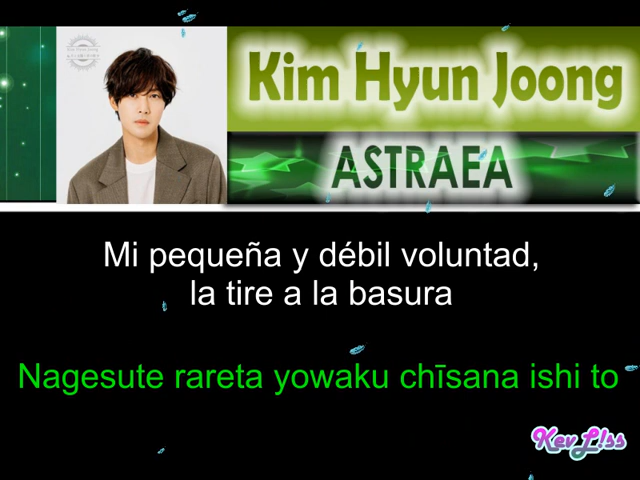 Kim Hyun Joong
ASTRAEA
Mi pequeña y débil voluntad,
la tire a la basura
Nagesute rareta yowaku chīsana ishi to
KevL!ss